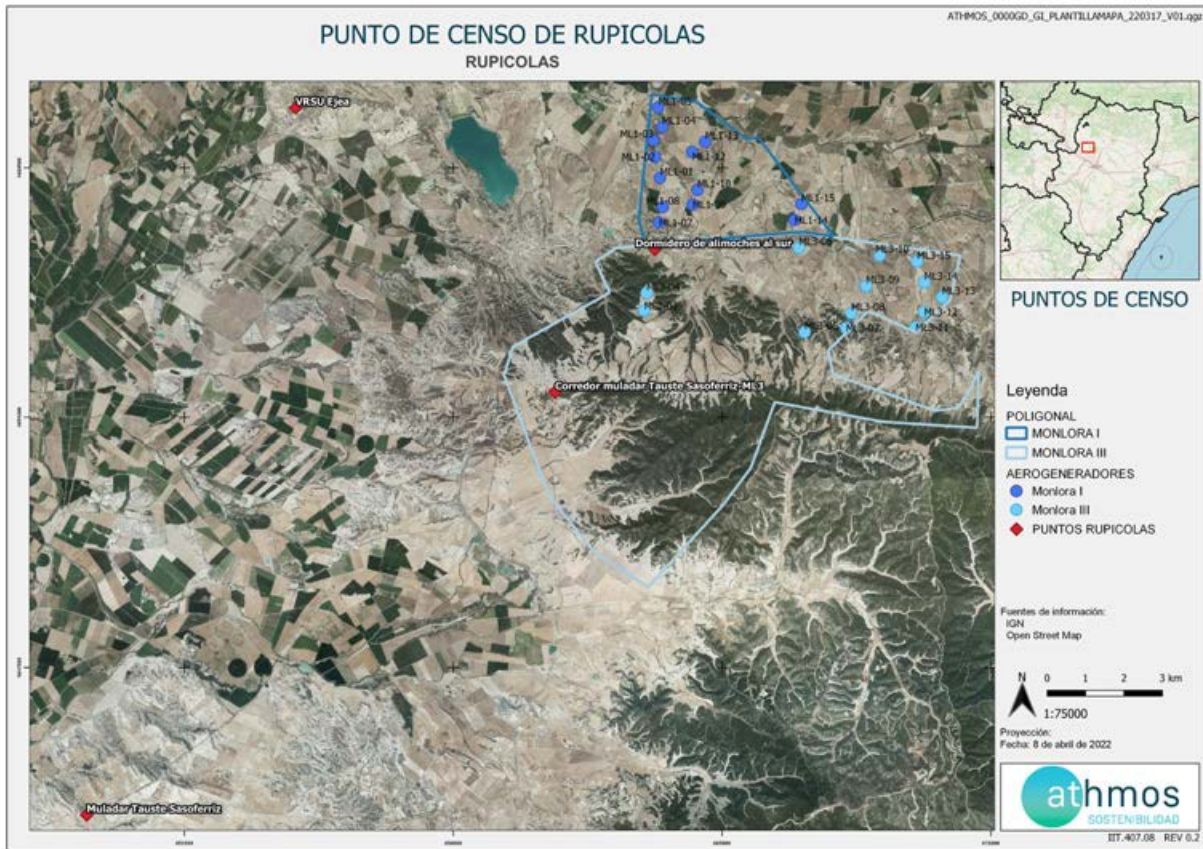 ATHMOS_0000GD_GI_PLANTILLAMAPA_220317_V01.qgz
PUNTO DE CENSO DE RUPICOLAS
RUPICOLAS
VRSU Ejea
ML1-05
ML1-04
ML1-03
ML1-13
ML1-02
ML1-12
ML1-01
ML1-10
ML1-15
ML1-07
ML1-14
Dormidero de alimoches al sur
ML3-10
ML3-15
ML3-14
ML3-09
ML3-13
ML3-08
ML3-12
ML3-11
Corredor muladar Tauste Sasoferriz-ML3
Muladar Tauste Sasoferriz
PUNTOS DE CENSO
Leyenda
POLIGONAL
MONLORA I
MONLORA III
AEROGENERADORES
Monlora I
Monlora III
PUNTOS RUPICOLAS
Fuentes de información:
IGN
Open Street Map
N
0 1 2 3 km
1:75000
Proyección:
Fecha: 8 de abril de 2022
athmos
SOSTENIBILIDAD
IIT.407.08 REV 0.2